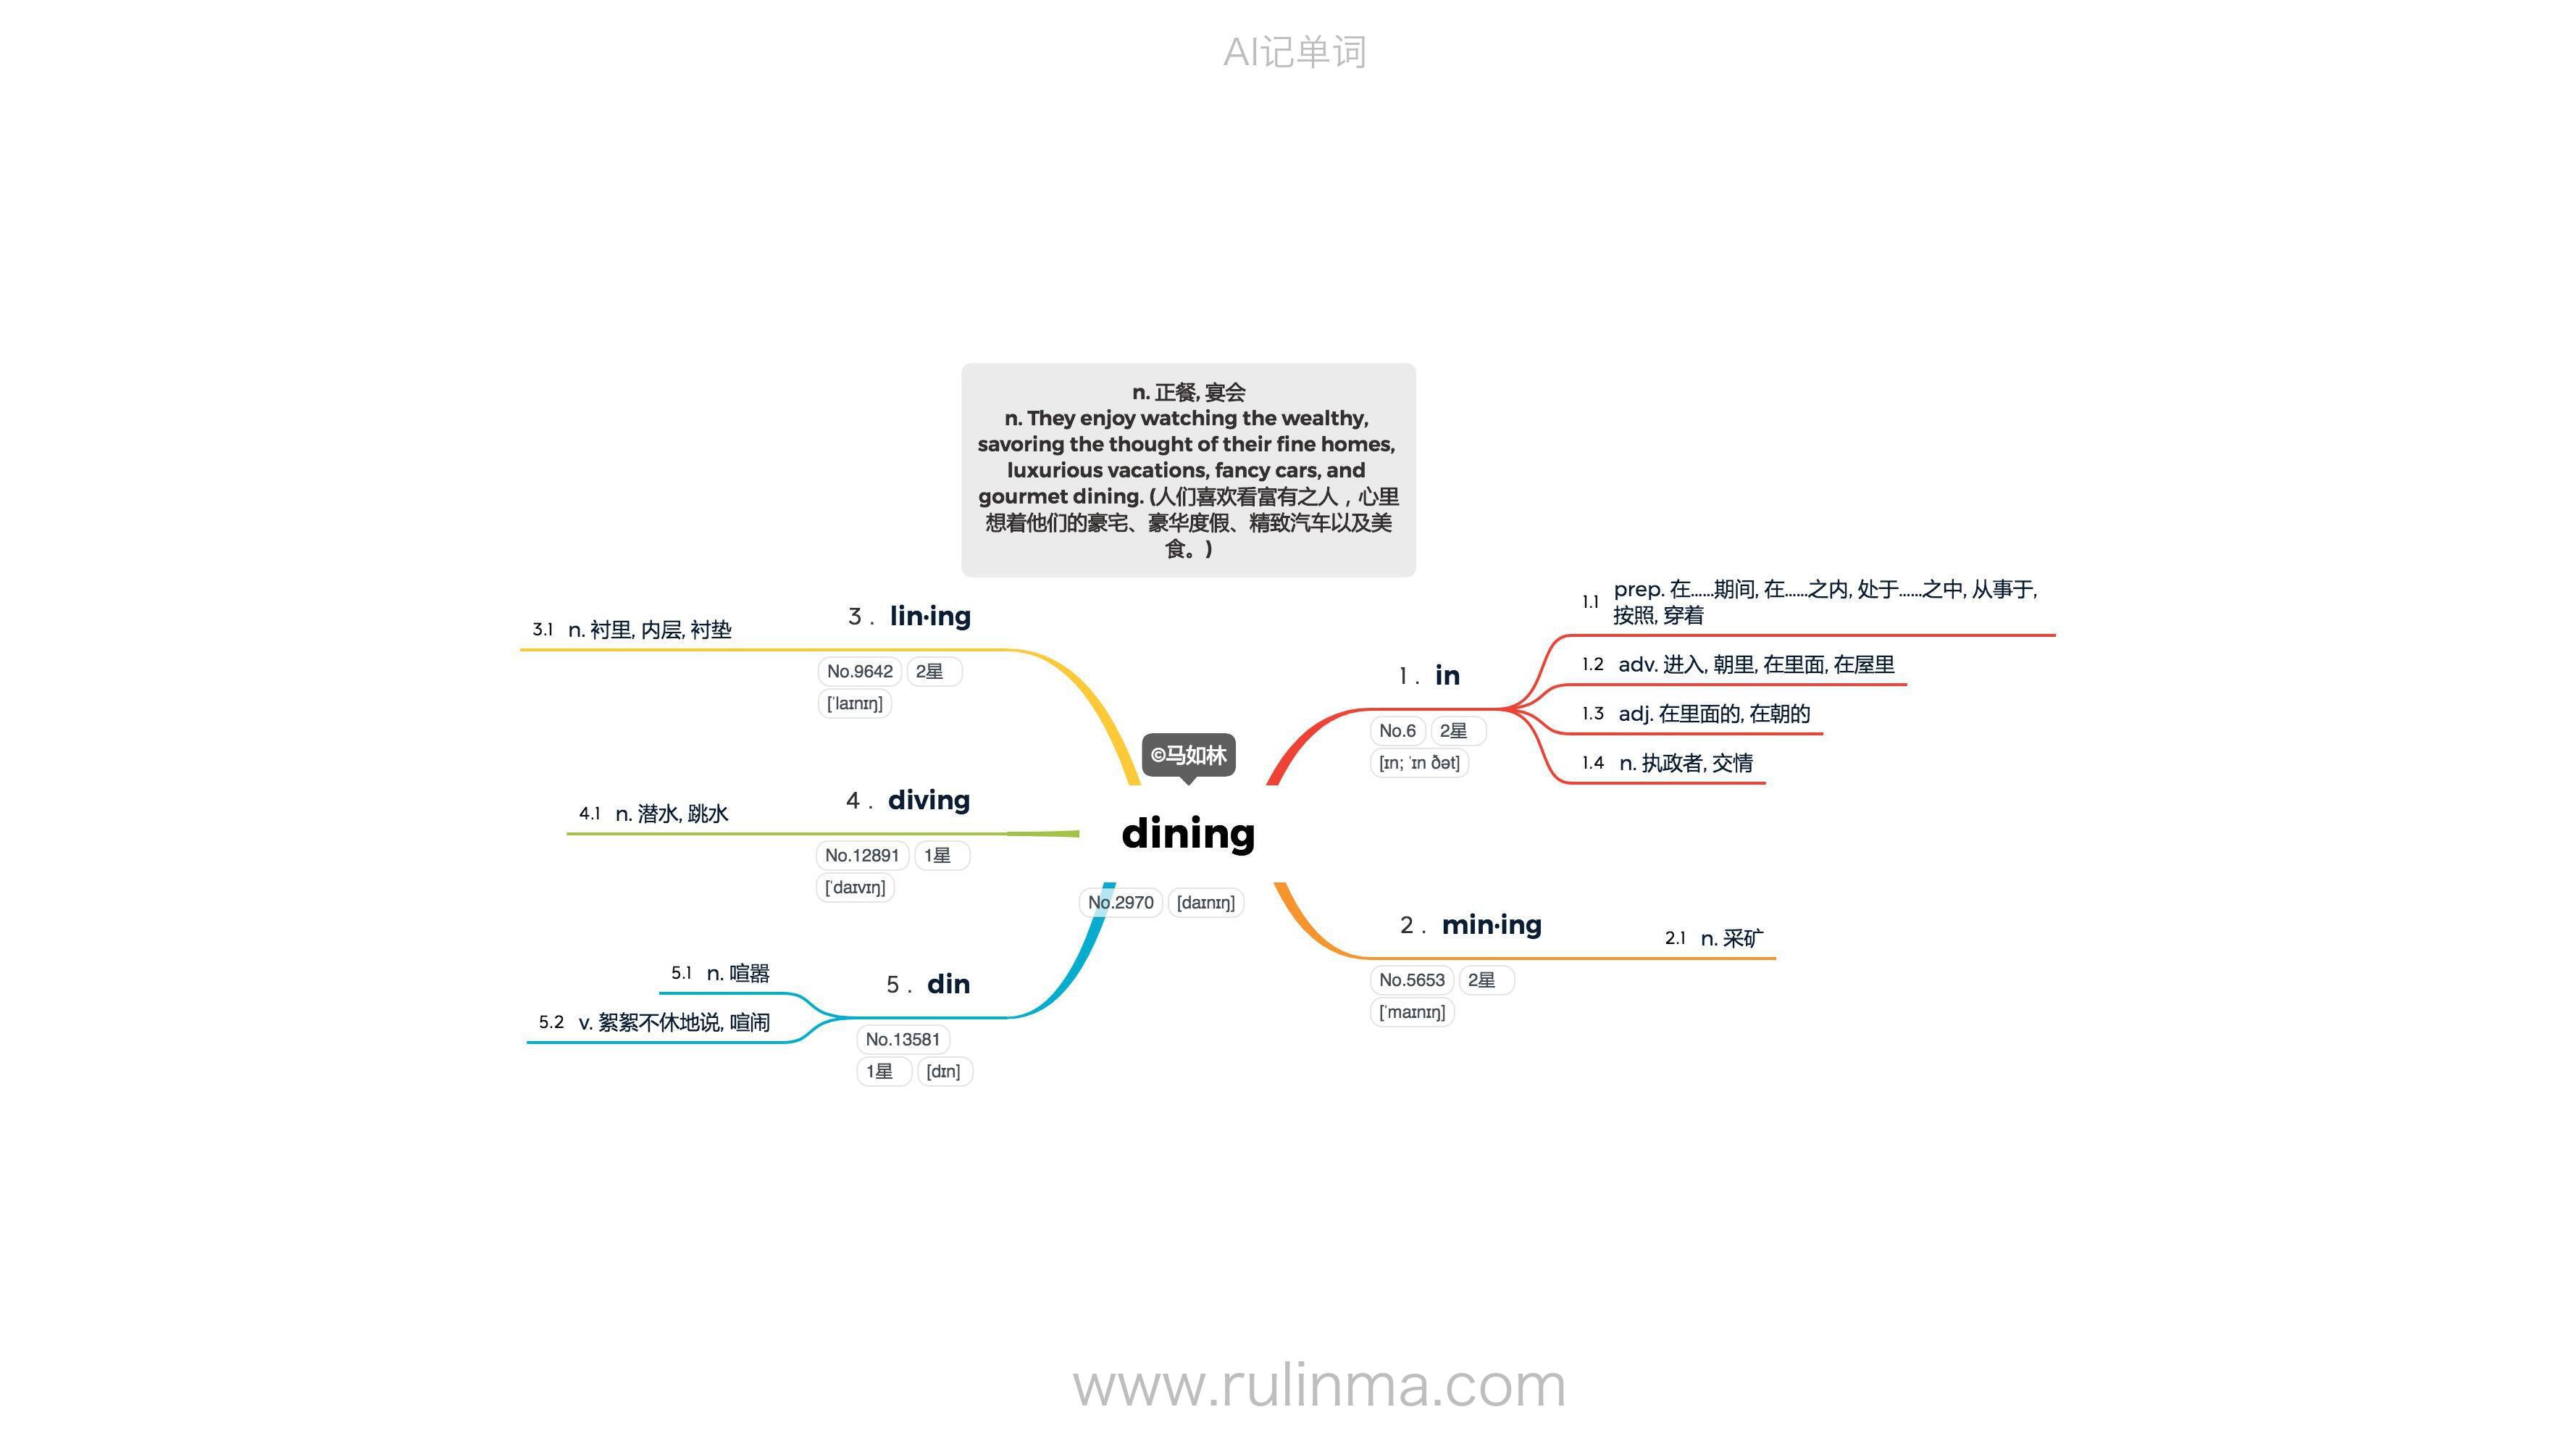 AI记单词
n. 正餐, 宴会
n. They enjoy watching the wealthy,
savoring the thought of their fine homes,
luxurious vacations, fancy cars, and
gourmet dining. (人们喜欢看富有之人，心里
想着他们的豪宅、豪华度假、精致汽车以及美
食。)
©马如林
dining
No.2970 [daɪnɪŋ]
1 . in
No.6 2星
[ɪn; ˈɪn ðət]
1.1 prep. 在……期间, 在……之内, 处于……之中, 从事于,
按照, 穿着
1.2 adv. 进入, 朝里, 在里面, 在屋里
1.3 adj. 在里面的, 在朝的
1.4 n. 执政者, 交情
2 . min·ing
No.5653 2星
[ˈmaɪnɪŋ]
2.1 n. 采矿
3 . lin·ing
No.9642 2星
[ˈlaɪnɪŋ]
3.1 n. 衬里, 内层, 衬垫
4 . diving
No.12891 1星
[ˈdaɪvɪŋ]
4.1 n. 潜水, 跳水
5 . din
No.13581
1星 [dɪn]
5.1 n. 喧嚣
5.2 v. 絮絮不休地说, 喧闹
www.rulinma.com